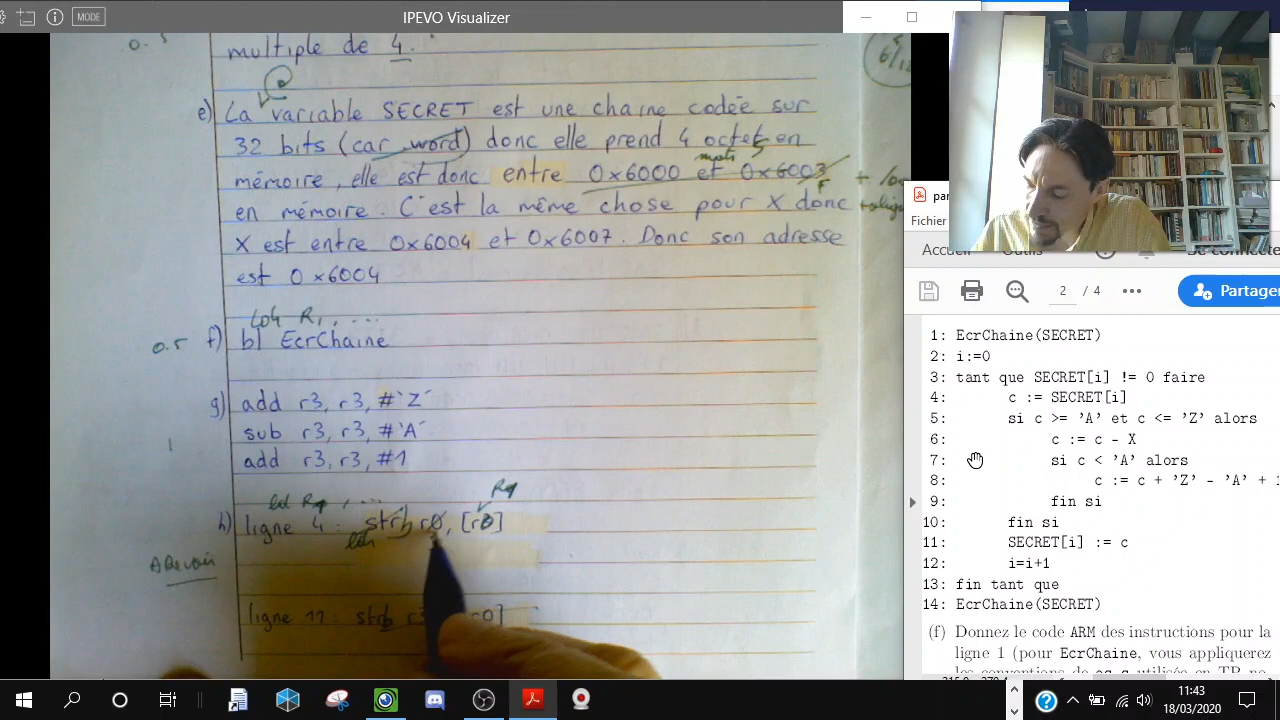 MODE
IPEVO Visualizer
multiple de 4.
e) La variable SECRET est une chaine codée sur
32 bits (car word) donc elle prend 4 octets en
mémoire, elle est donc entre 0x6000 et 0x6003
en mémoire. C'est la même chose pour X donc
X est entre 0x6004 et 0x6007. Donc son adresse
est 0x6004
0.5 f) b) EcrChaine
g) add r3, r3, #'Z'
1 sub r3, r3, #'A'
add r3, r3, #1
h) ligne 4 : strb r0, [r0]
A Revoir
ligne 11 : strb r3
par
Fichier
2 / 4
Partager
1: EcrChaine(SECRET)
2: i:=0
3: tant que SECRET[i] != 0 faire
4: c := SECRET[i]
5: si c >= 'A' et c <= 'Z' alors
6: c := c - X
7: si c < 'A' alors
8: c := c + 'Z' - 'A' + 1
9: fin si
10: fin si
11: SECRET[i] := c
12: i=i+1
13: fin tant que
14: EcrChaine(SECRET)
(f) Donnez le code ARM des instructions pour la
ligne 1 (pour EcrChaine, vous appliquerez
11:43
18/03/2020